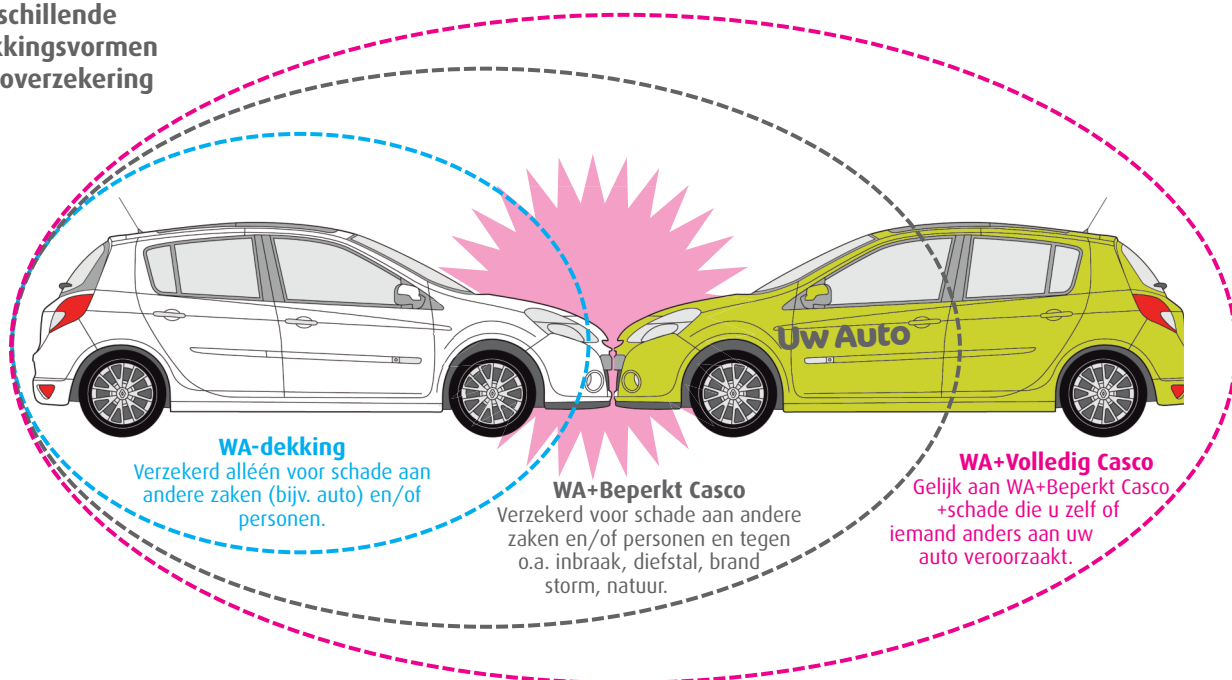 schillende
kkingsvormen
overzekering
Uw Auto
WA-dekking
Verzekerd alléén voor schade aan
andere zaken (bijv. auto) en/of
personen.
WA+Beperkt Casco
Verzekerd voor schade aan andere
zaken en/of personen en tegen
o.a. inbraak, diefstal, brand
storm, natuur.
WA+Volledig Casco
Gelijk aan WA+Beperkt Casco
+schade die u zelf of
iemand anders aan uw
auto veroorzaakt.